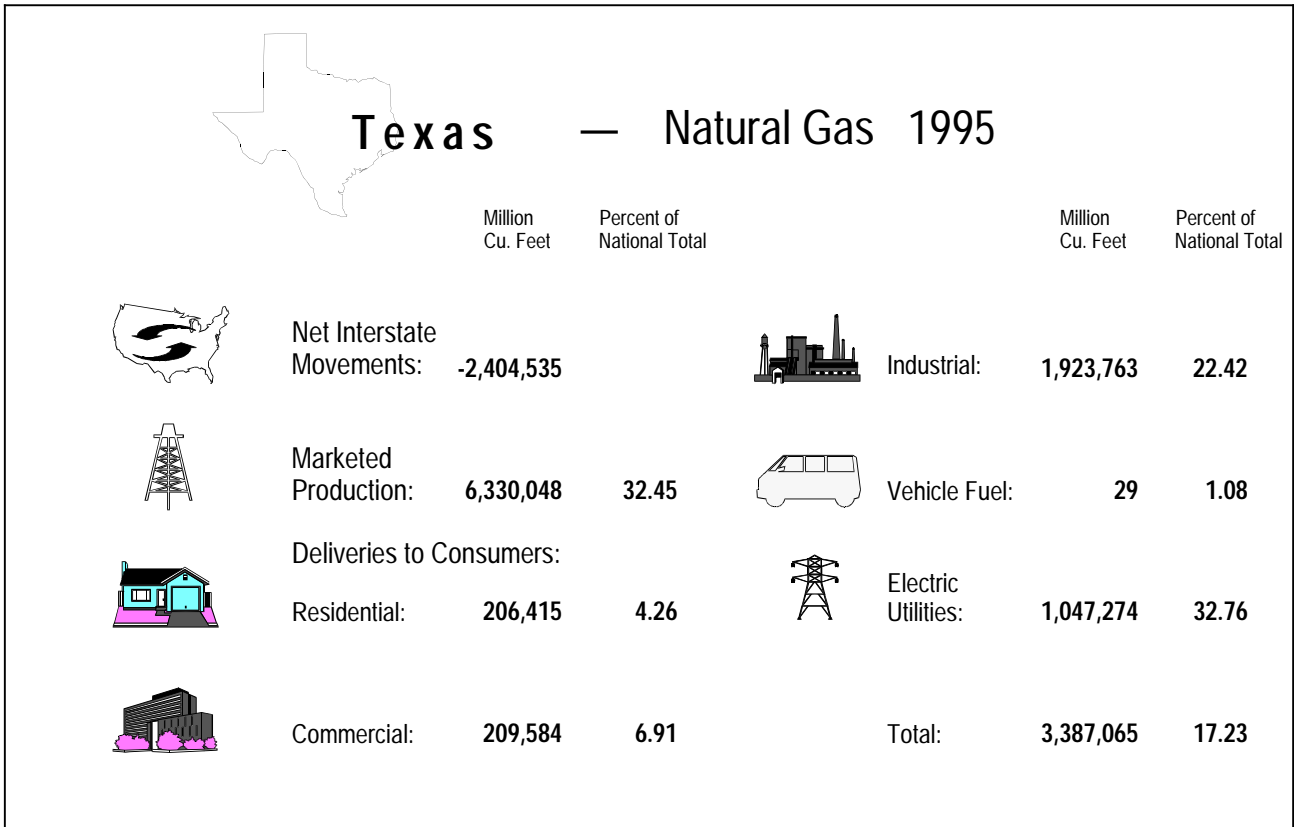 Texas — Natural Gas 1995
Million Cu. Feet
Percent of National Total
Million Cu. Feet
Percent of National Total
Net Interstate
Movements: -2,404,535
Marketed
Production: 6,330,048 32.45
Deliveries to Consumers:
Residential: 206,415 4.26
Commercial: 209,584 6.91
Industrial: 1,923,763 22.42
Vehicle Fuel: 29 1.08
Electric
Utilities: 1,047,274 32.76
Total: 3,387,065 17.23